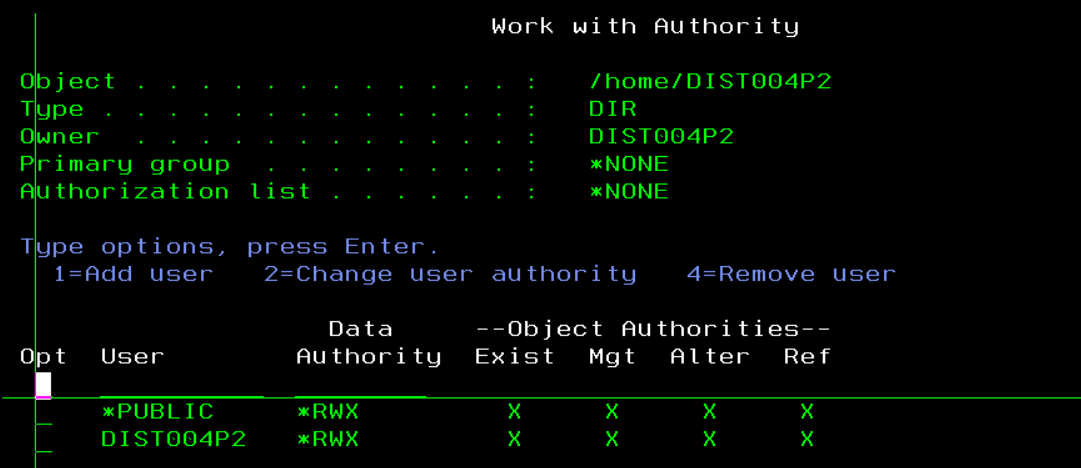 Work with Authority
Object . . . . . . . . . . . . : /home/DIST004P2
Type . . . . . . . . . . . . . : DIR
Owner . . . . . . . . . . . . : DIST004P2
Primary group . . . . . . . . : *NONE
Authorization list . . . . . . : *NONE
Type options, press Enter.
1=Add user 2=Change user authority 4=Remove user
Data --Object Authorities--
Opt User Authority Exist Mgt Alter Ref
*PUBLIC *RWX X X X X
DIST004P2 *RWX X X X X